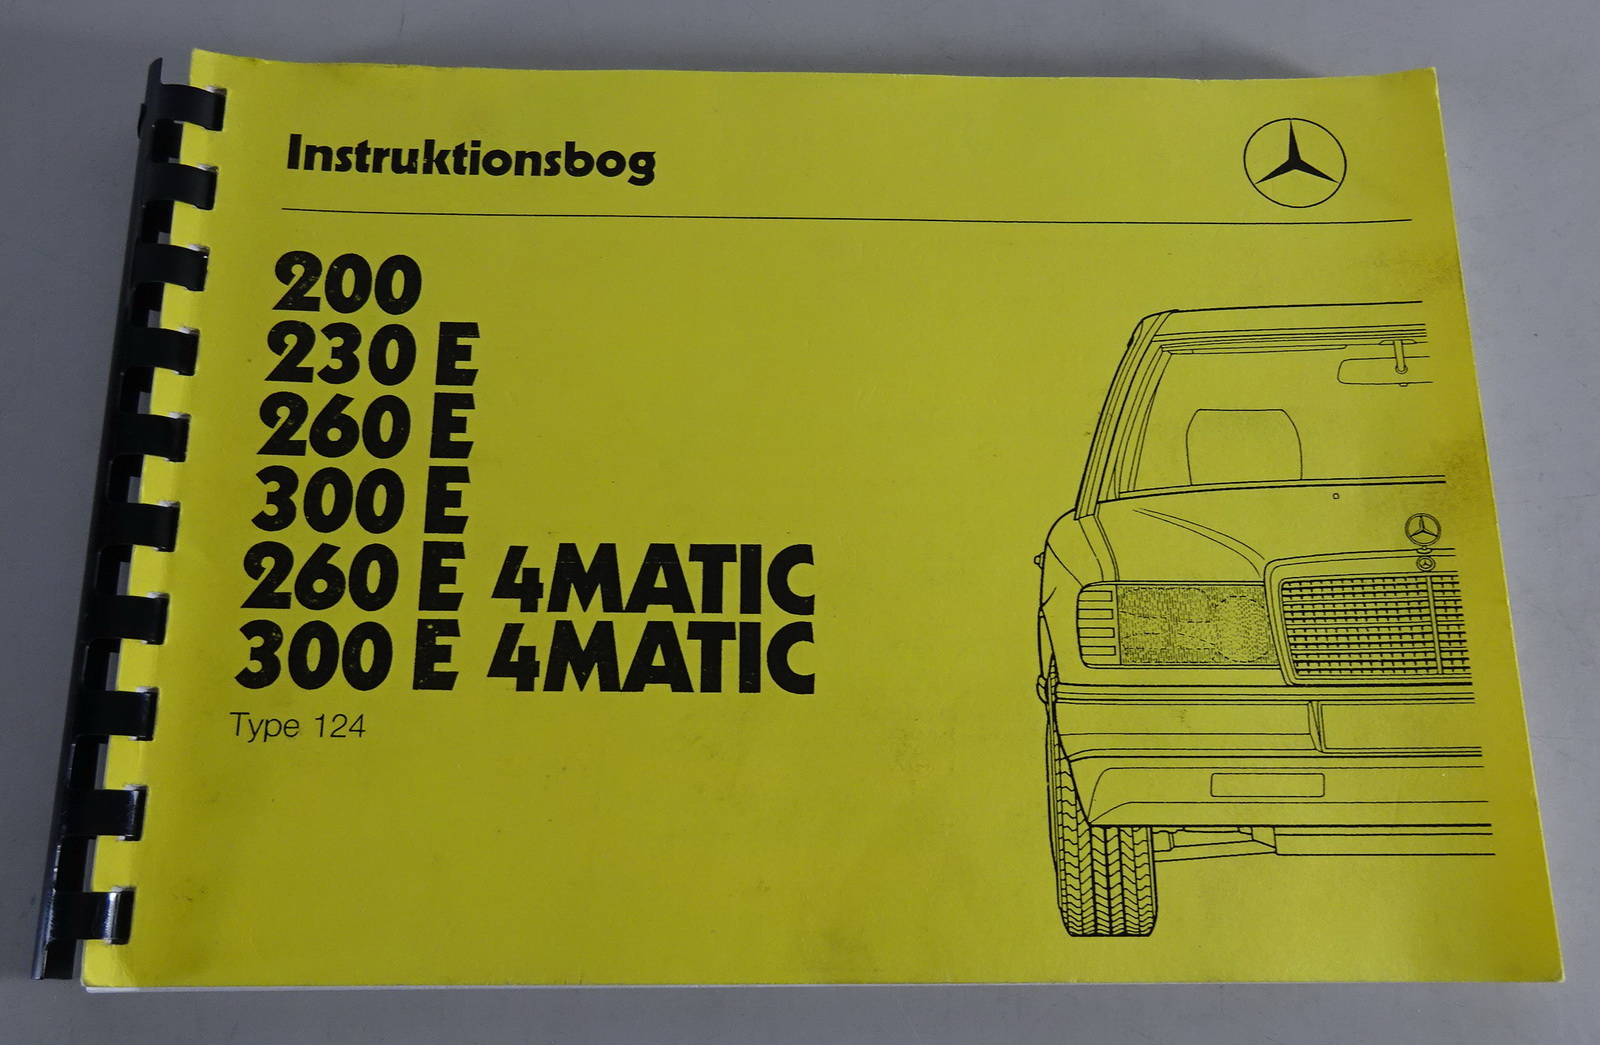 Instruktionsbog
200
230 E
260 E
300 E
260 E 4MATIC
300 E 4MATIC
Type 124